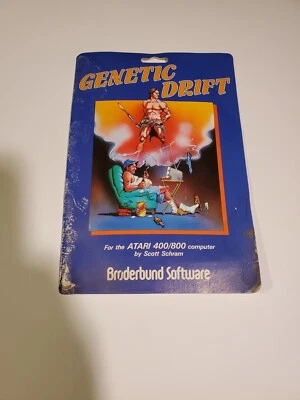 GENETIC
DRIFT
For the ATARI 400/800 computer
by Scott Schram
Brøderbund Software